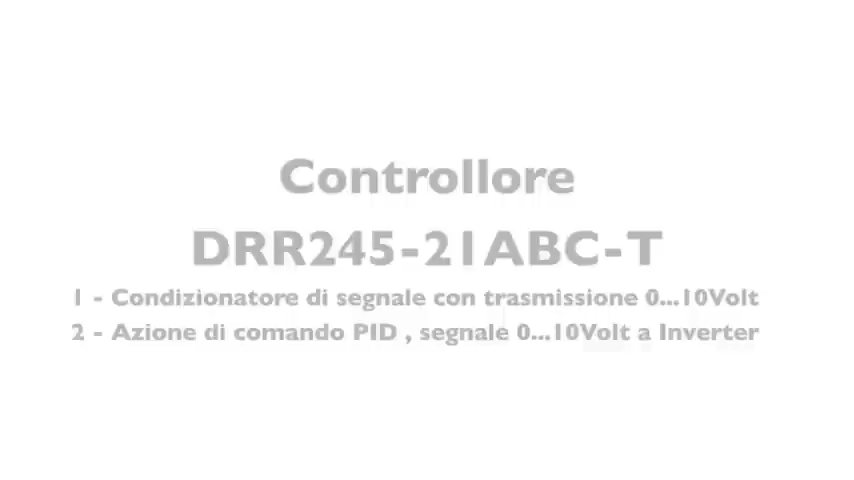 Controllore
DRR245-21ABC-T
1 - Condizionatore di segnale con trasmissione 0...10Volt
2 - Azione di comando PID , segnale 0...10Volt a Inverter